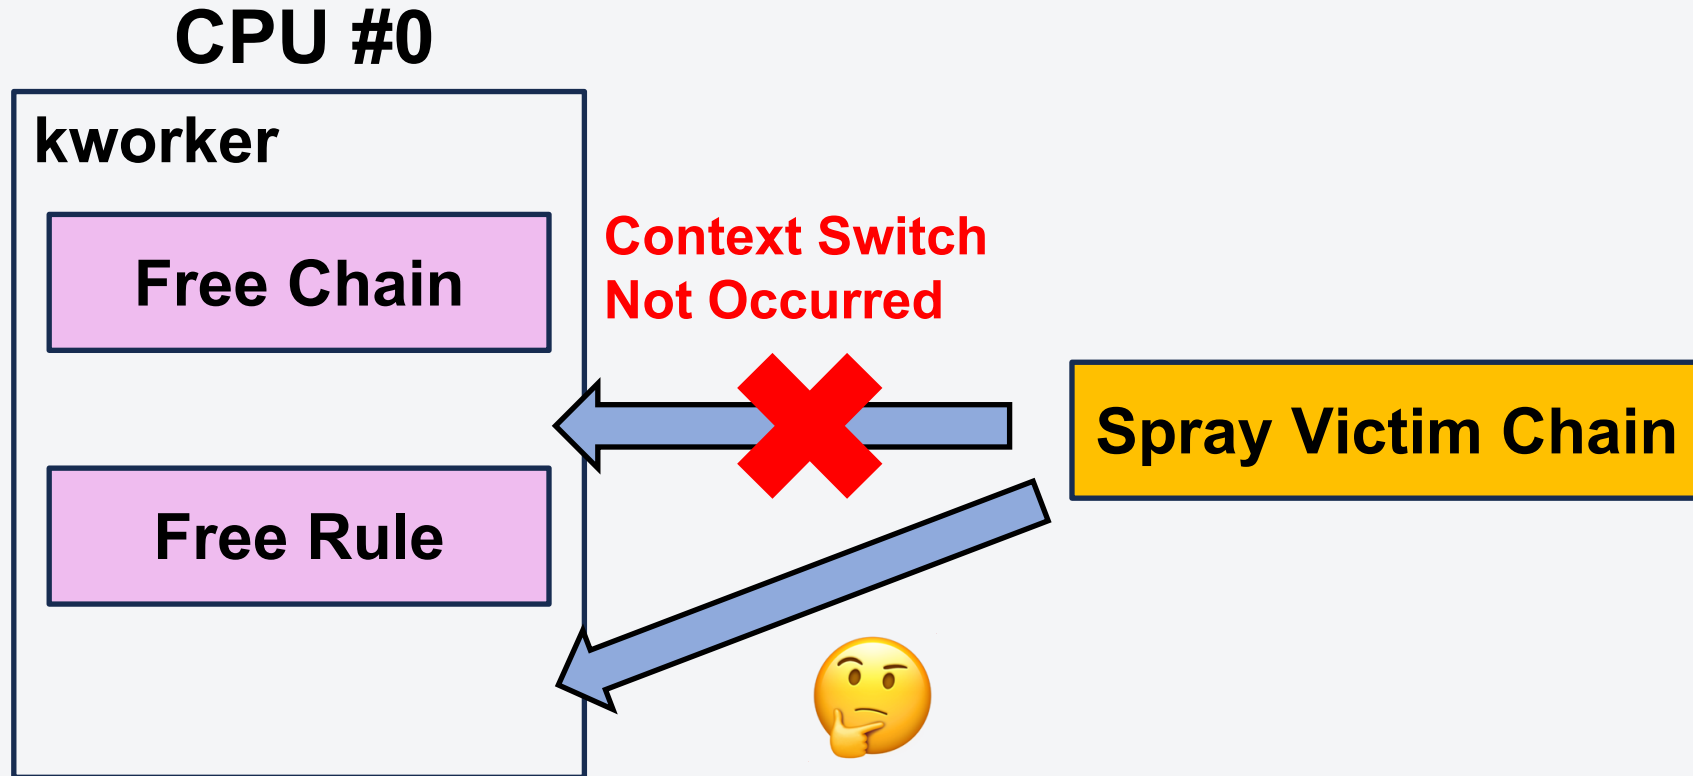 CPU #0
kworker
Free Chain
Context Switch
Not Occurred
Spray Victim Chain
Free Rule